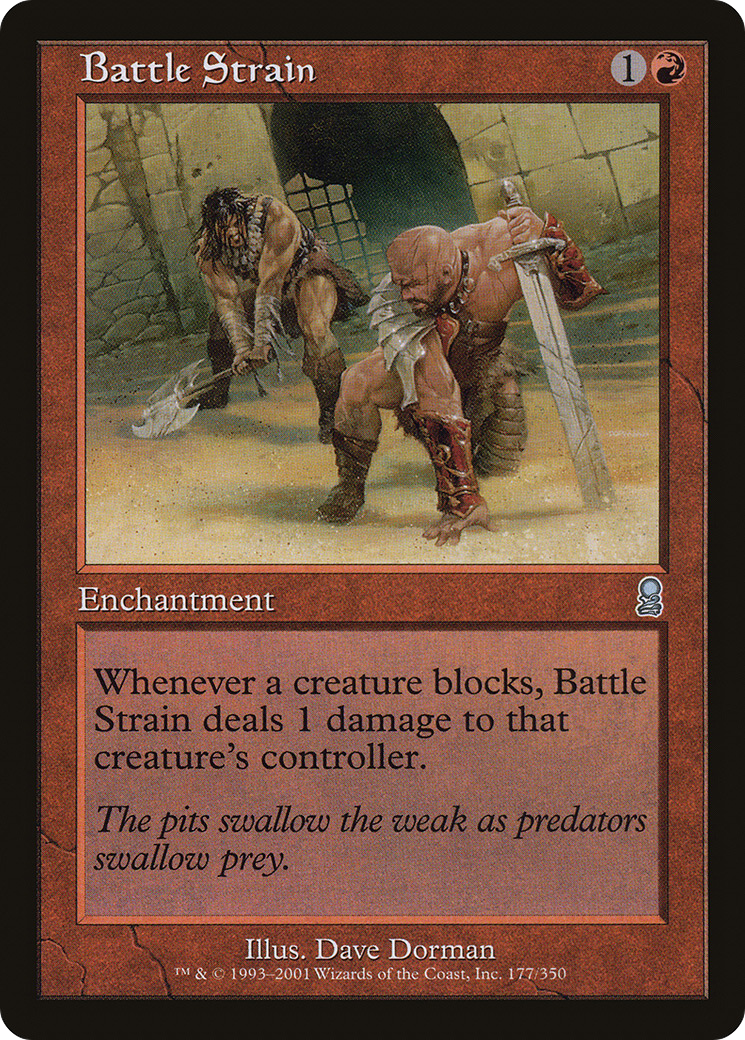 Battle Strain
1
Enchantment
Whenever a creature blocks, Battle
Strain deals 1 damage to that
creature's controller.
The pits swallow the weak as predators
swallow prey.
Illus. Dave Dorman
™ & © 1993–2001 Wizards of the Coast, Inc. 177/350